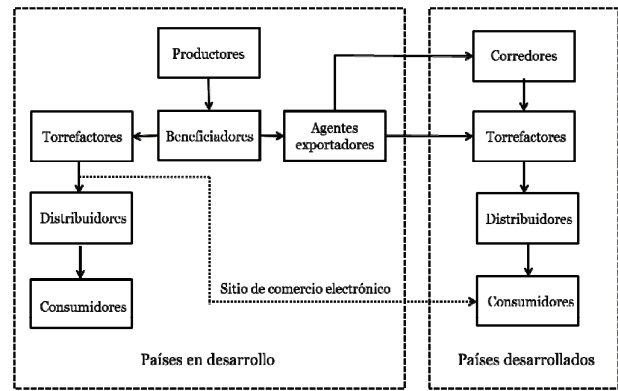 Productores
Corredores
Torrefactores
Beneficiadores
Agentes
exportadores
Torrefactores
Distribuidores
Distribuidores
Sitio de comercio electrónico
Consumidores
Consumidores
Países en desarrollo
Países desarrollados